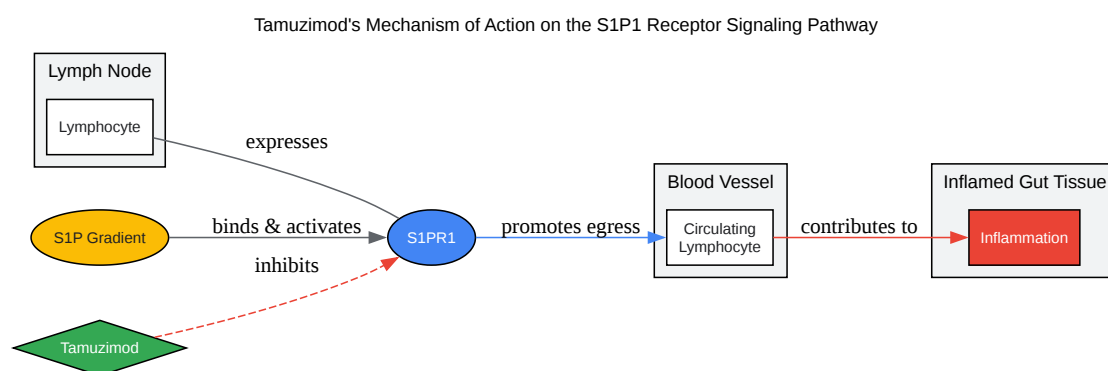 Tamuzimod's Mechanism of Action on the S1P1 Receptor Signaling Pathway
Lymph Node
Lymphocyte
expresses
S1P Gradient
binds & activates
S1PR1
promotes egress
Blood Vessel
Circulating
Lymphocyte
contributes to
Inflamed Gut Tissue
Inflammation
inhibits
Tamuzimod